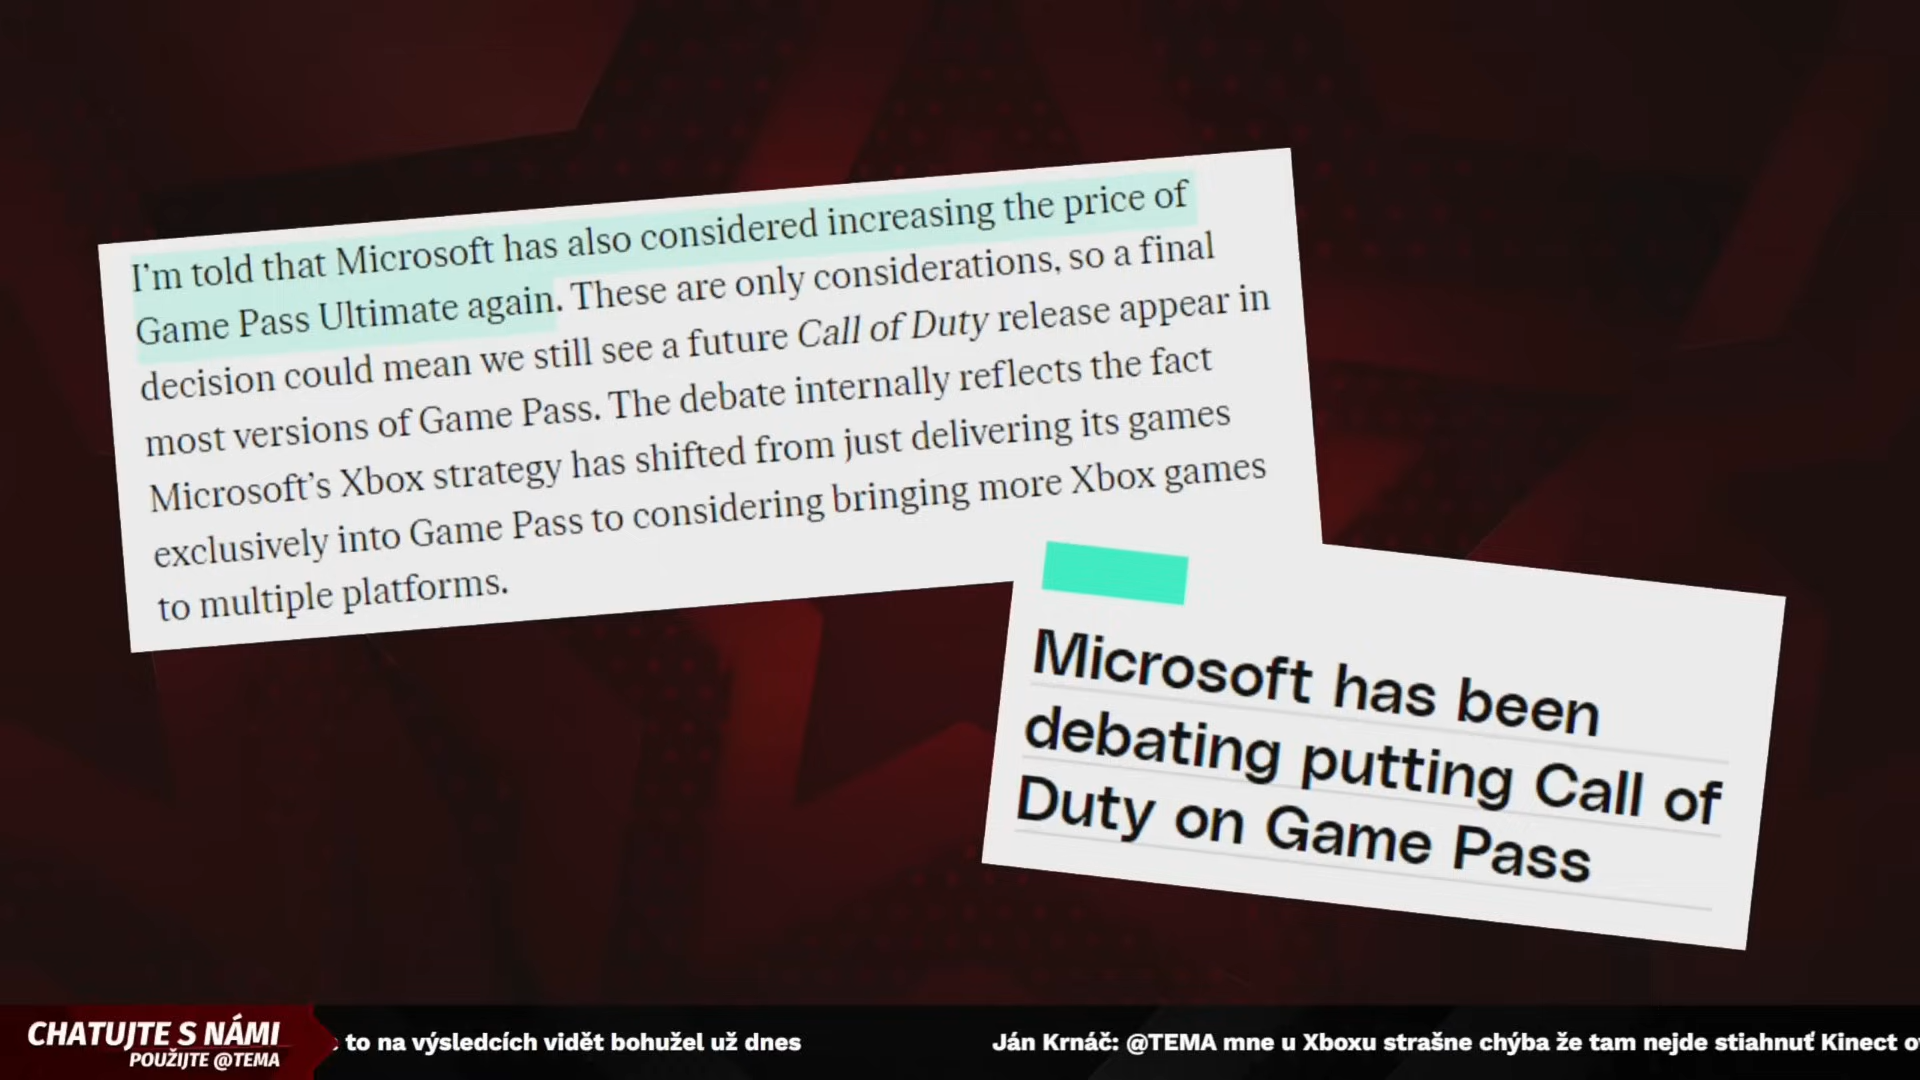 I'm told that Microsoft has also considered increasing the price of
Game Pass Ultimate again. These are only considerations, so a final
decision could mean we still see a future Call of Duty release appear in
most versions of Game Pass. The debate internally reflects the fact
Microsoft's Xbox strategy has shifted from just delivering its games
exclusively into Game Pass to considering bringing more Xbox games
to multiple platforms.
Microsoft has been
debating putting Call of
Duty on Game Pass
CHATUJTE S NÁMI
POUŽIJTE @TEMA
to na výsledcích vidět bohužel už dnes
Ján Krnáč: @TEMA mne u Xboxu strašne chýba že tam nejde stiahnuť Kinect